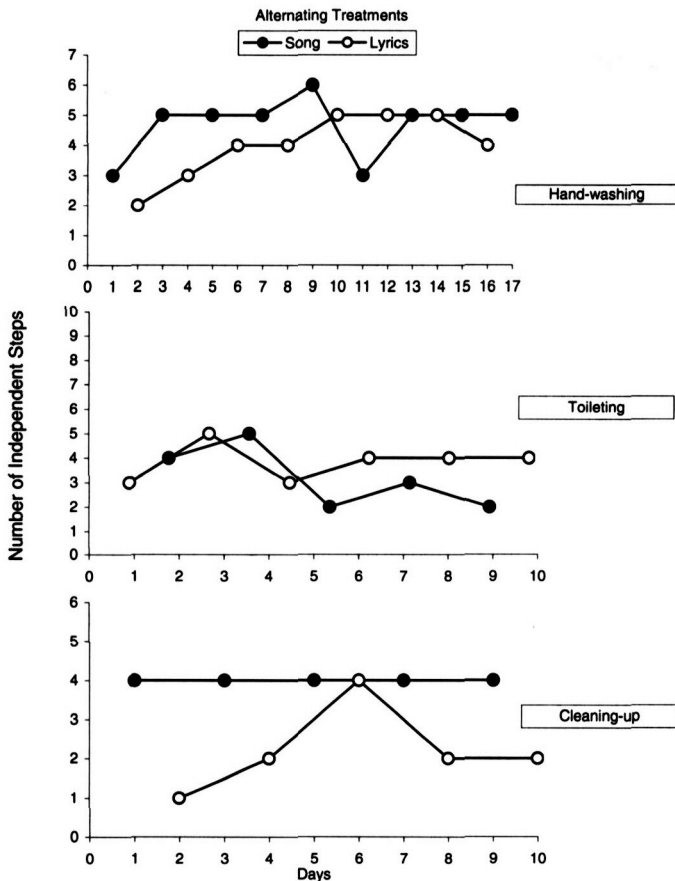 Alternating Treatments
Song Lyrics
7
6
5
4
3
2
1
0
0 1 2 3 4 5 6 7 8 9 10 11 12 13 14 15 16 17
Hand-washing
Number of Independent Steps
10
9
8
7
6
5
4
3
2
1
0
0 1 2 3 4 5 6 7 8 9 10
Toileting
6
5
4
3
2
1
0
0 1 2 3 4 5 6 7 8 9 10
Cleaning-up
Days